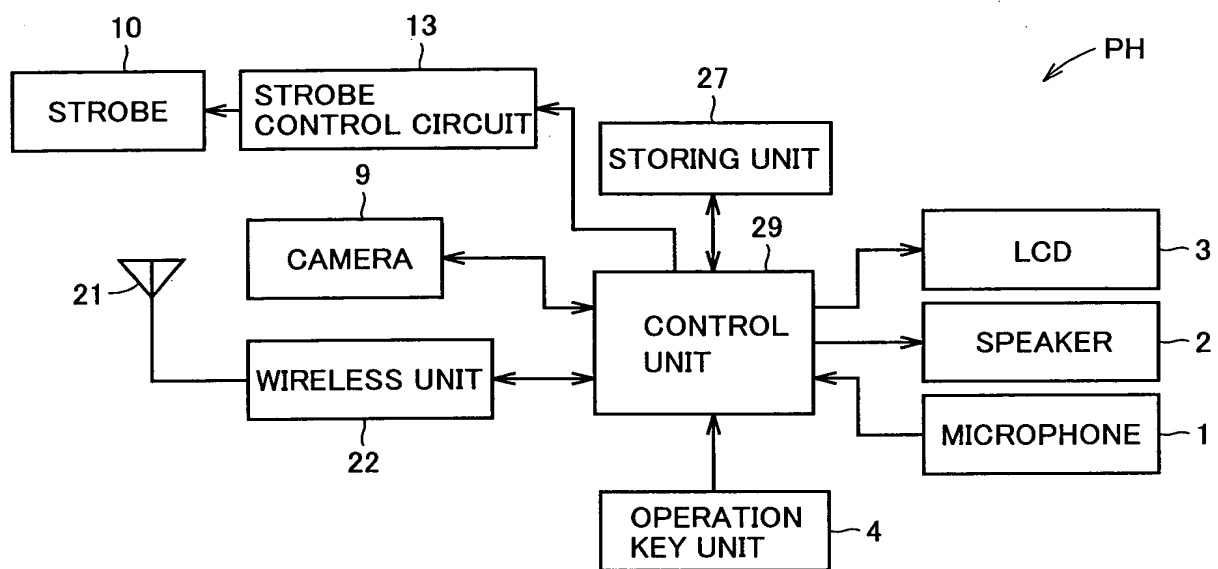 10
13
PH
STROBE
STROBE
CONTROL CIRCUIT
27
STORING UNIT
9
29
CAMERA
LCD
3
21
CONTROL
UNIT
SPEAKER
2
WIRELESS UNIT
MICROPHONE
1
22
OPERATION
KEY UNIT
4